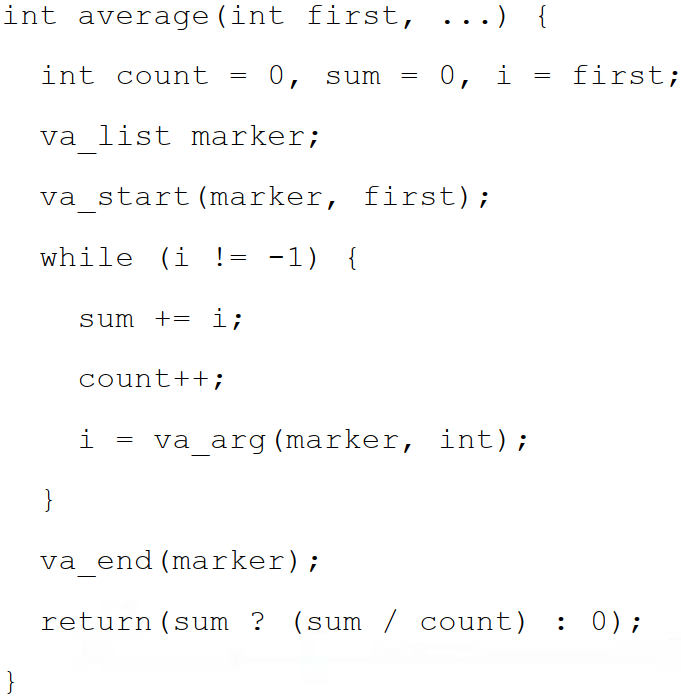 int average(int first, ...) {
  int count = 0, sum = 0, i = first;
  va_list marker;
  va_start(marker, first);
  while (i != -1) {
    sum += i;
    count++;
    i = va_arg(marker, int);
  }
  va_end(marker);
  return(sum ? (sum / count) : 0);
}